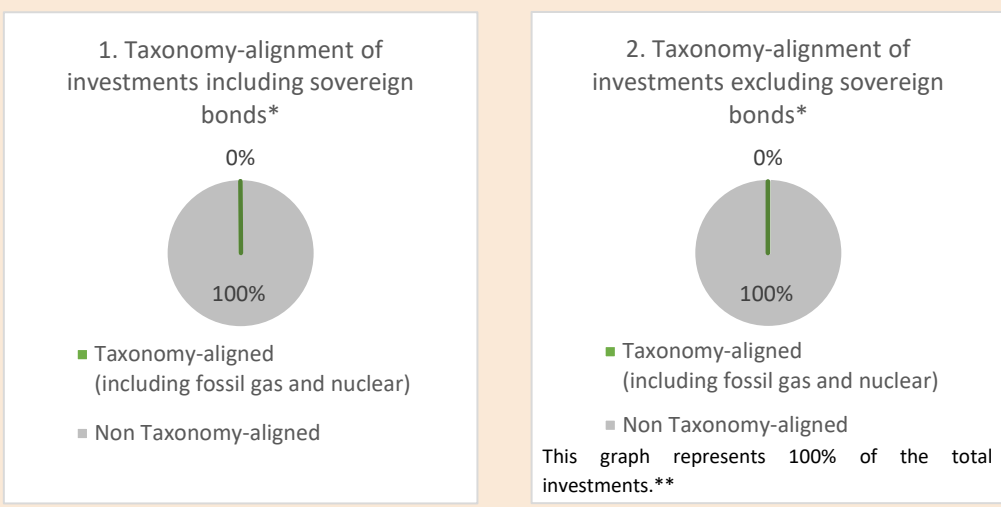 1. Taxonomy-alignment of
investments including sovereign
bonds*
0%
100%
Taxonomy-aligned
(including fossil gas and nuclear)
Non Taxonomy-aligned
2. Taxonomy-alignment of
investments excluding sovereign
bonds*
0%
100%
Taxonomy-aligned
(including fossil gas and nuclear)
Non Taxonomy-aligned
This graph represents 100% of the total
investments.**